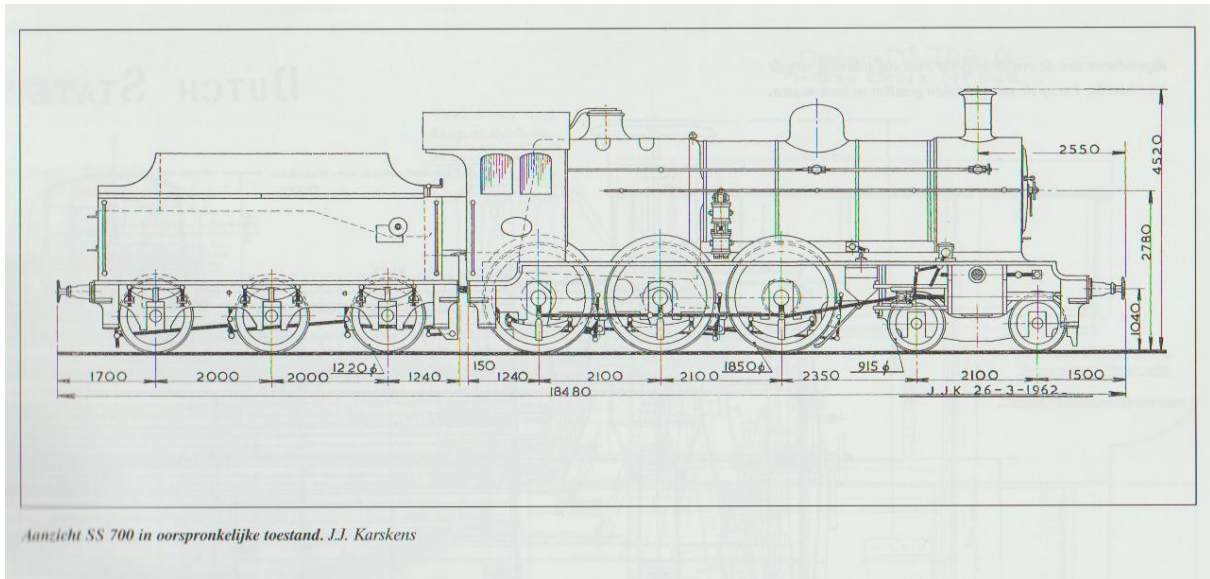 DUTCH STATE
2550
4520
2780
1040
1220ϕ
150
1850ϕ
915ϕ
1700
2000
2000
1240
1240
2100
2100
2350
2100
1500
18480
J.J.K. 26-3-1962
Aanzicht SS 700 in oorspronkelijke toestand. J.J. Karskens